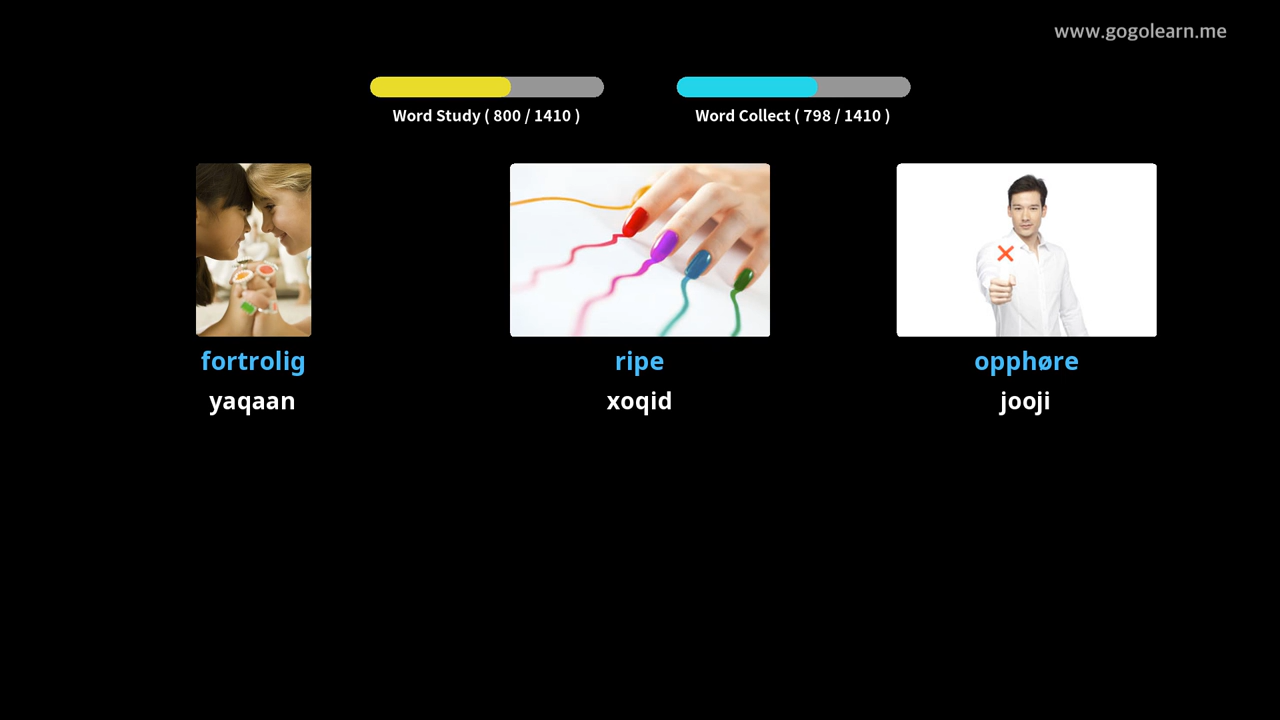 www.gogolearn.me
Word Study ( 800 / 1410 )
Word Collect ( 798 / 1410 )
fortrolig
yaqaan
ripe
xoqid
opphøre
jooji